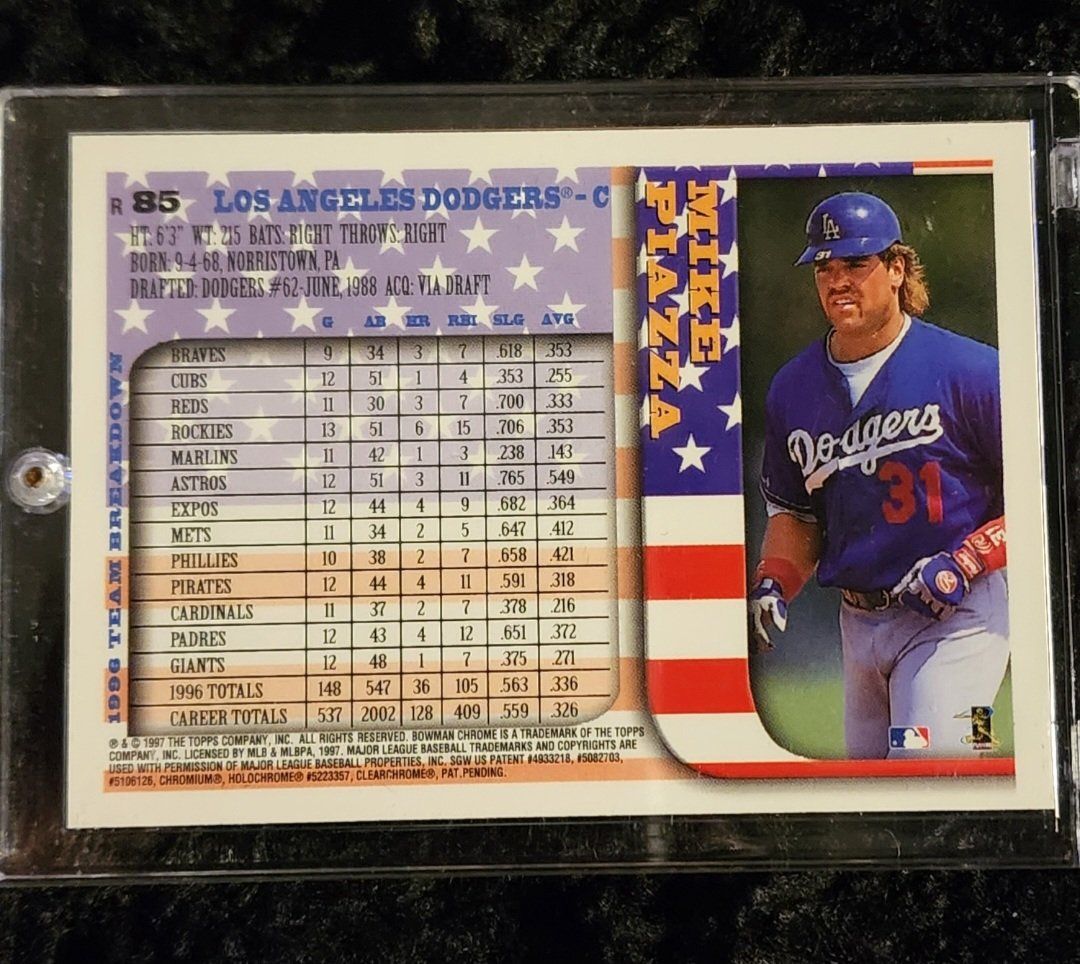 R 85 LOS ANGELES DODGERS® - C
HT: 6'3" WT: 215 BATS: RIGHT THROWS: RIGHT
BORN: 9-4-68, NORRISTOWN, PA
DRAFTED: DODGERS #62-JUNE, 1988 ACQ: VIA DRAFT
1996 TEAM BREAKDOWN
G AB HR RBI SLG AVG
BRAVES 9 34 3 7 .618 .353
CUBS 12 51 1 4 .353 .255
REDS 11 30 3 7 .700 .333
ROCKIES 13 51 6 15 .706 .353
MARLINS 11 42 1 3 .238 .143
ASTROS 12 51 3 11 .765 .549
EXPOS 12 44 4 9 .682 .364
METS 11 34 2 5 .647 .412
PHILLIES 10 38 2 7 .658 .421
PIRATES 12 44 4 11 .591 .318
CARDINALS 11 37 2 7 .378 .216
PADRES 12 43 4 12 .651 .372
GIANTS 12 48 1 7 .375 .271
1996 TOTALS 148 547 36 105 .563 .336
CAREER TOTALS 537 2002 128 409 .559 .326
® & © 1997 THE TOPPS COMPANY, INC. ALL RIGHTS RESERVED. BOWMAN CHROME IS A TRADEMARK OF THE TOPPS
COMPANY, INC. LICENSED BY MLB & MLBPA, 1997. MAJOR LEAGUE BASEBALL TRADEMARKS AND COPYRIGHTS ARE
USED WITH PERMISSION OF MAJOR LEAGUE BASEBALL PROPERTIES, INC. SGW US PATENT #4933218, #5082703,
#5106126, CHROMIUM®, HOLOCHROME® #5223357, CLEARCHROME®, PAT.PENDING.
MIKE
PIAZZA
LA
31
Dodgers
31